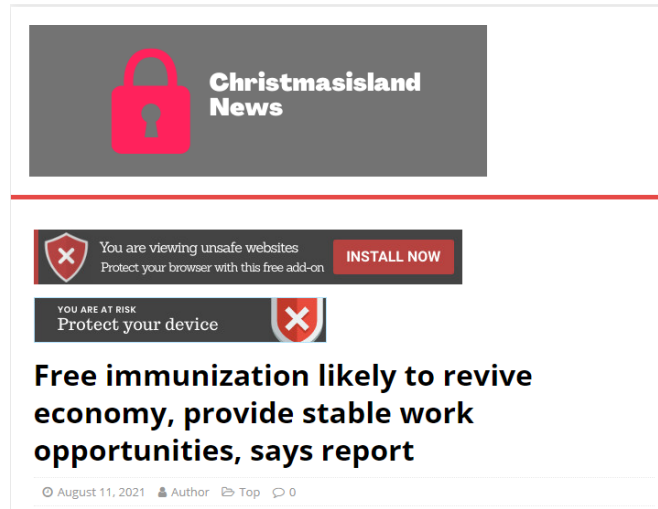 Christmasisland
News
You are viewing unsafe websites
Protect your browser with this free add-on
INSTALL NOW
YOU ARE AT RISK
Protect your device
Free immunization likely to revive
economy, provide stable work
opportunities, says report
August 11, 2021 Author Top 0